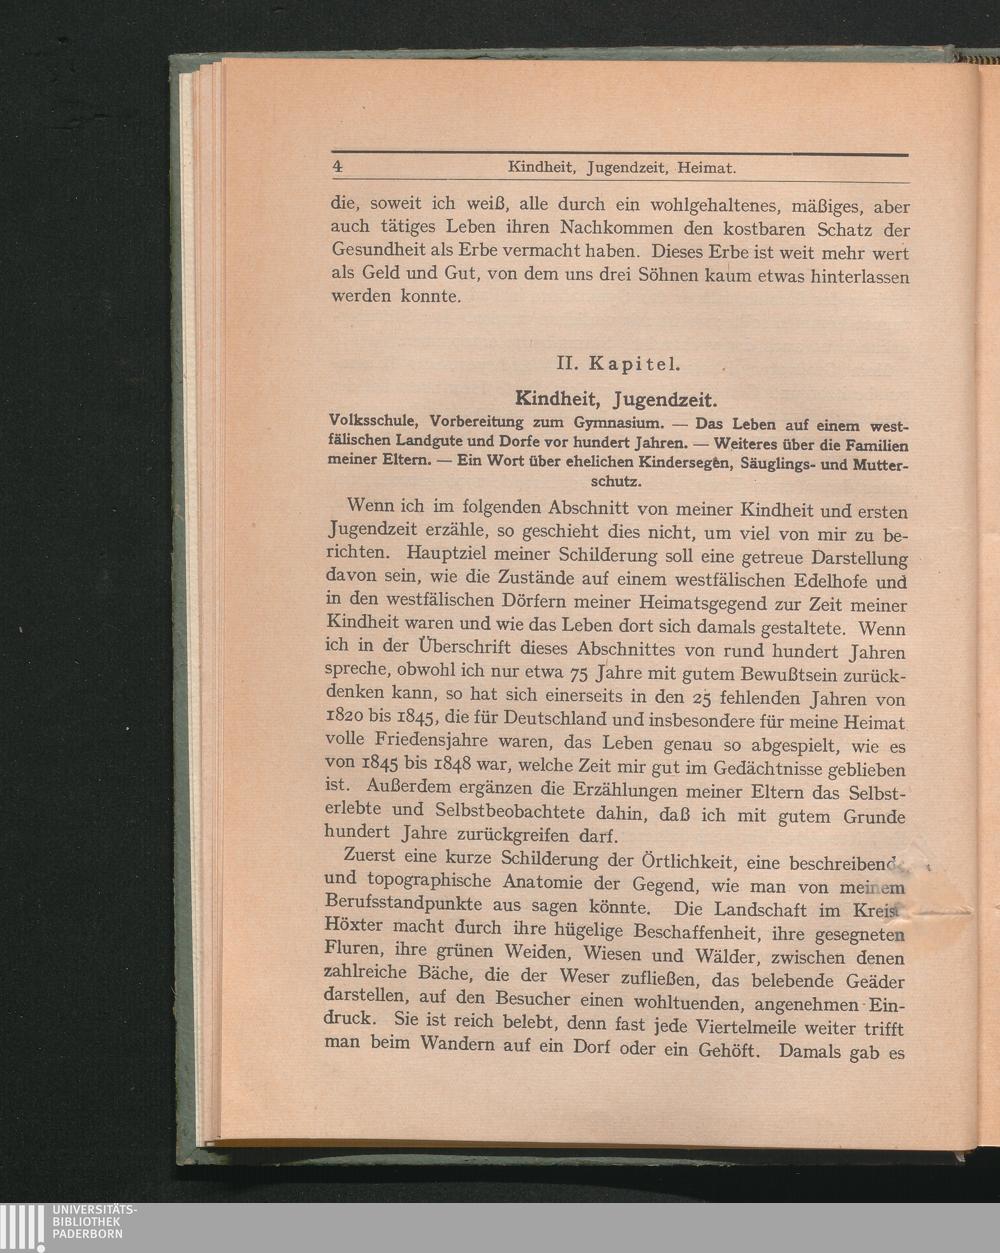 4 Kindheit, Jugendzeit, Heimat.
die, soweit ich weiß, alle durch ein wohlgehaltenes, mäßiges, aber
auch tätiges Leben ihren Nachkommen den kostbaren Schatz der
Gesundheit als Erbe vermacht haben. Dieses Erbe ist weit mehr wert
als Geld und Gut, von dem uns drei Söhnen kaum etwas hinterlassen
werden konnte.
II. Kapitel.
Kindheit, Jugendzeit.
Volksschule, Vorbereitung zum Gymnasium. — Das Leben auf einem west-
fälischen Landgute und Dorfe vor hundert Jahren. — Weiteres über die Familien
meiner Eltern. — Ein Wort über ehelichen Kindersegen, Säuglings- und Mutter-
schutz.
Wenn ich im folgenden Abschnitt von meiner Kindheit und ersten
Jugendzeit erzähle, so geschieht dies nicht, um viel von mir zu be-
richten. Hauptziel meiner Schilderung soll eine getreue Darstellung
davon sein, wie die Zustände auf einem westfälischen Edelhofe und
in den westfälischen Dörfern meiner Heimatsgegend zur Zeit meiner
Kindheit waren und wie das Leben dort sich damals gestaltete. Wenn
ich in der Überschrift dieses Abschnittes von rund hundert Jahren
spreche, obwohl ich nur etwa 75 Jahre mit gutem Bewußtsein zurück-
denken kann, so hat sich einerseits in den 25 fehlenden Jahren von
1820 bis 1845, die für Deutschland und insbesondere für meine Heimat
volle Friedensjahre waren, das Leben genau so abgespielt, wie es
von 1845 bis 1848 war, welche Zeit mir gut im Gedächtnisse geblieben
ist. Außerdem ergänzen die Erzählungen meiner Eltern das Selbst-
erlebte und Selbstbeobachtete dahin, daß ich mit gutem Grunde
hundert Jahre zurückgreifen darf.
Zuerst eine kurze Schilderung der Örtlichkeit, eine beschreibende
und topographische Anatomie der Gegend, wie man von meinem
Berufsstandpunkte aus sagen könnte. Die Landschaft im Kreise
Höxter macht durch ihre hügelige Beschaffenheit, ihre gesegneten
Fluren, ihre grünen Weiden, Wiesen und Wälder, zwischen denen
zahlreiche Bäche, die der Weser zufließen, das belebende Geäder
darstellen, auf den Besucher einen wohltuenden, angenehmen Ein-
druck. Sie ist reich belebt, denn fast jede Viertelmeile weiter trifft
man beim Wandern auf ein Dorf oder ein Gehöft. Damals gab es
UNIVERSITÄTS-
BIBLIOTHEK
PADERBORN